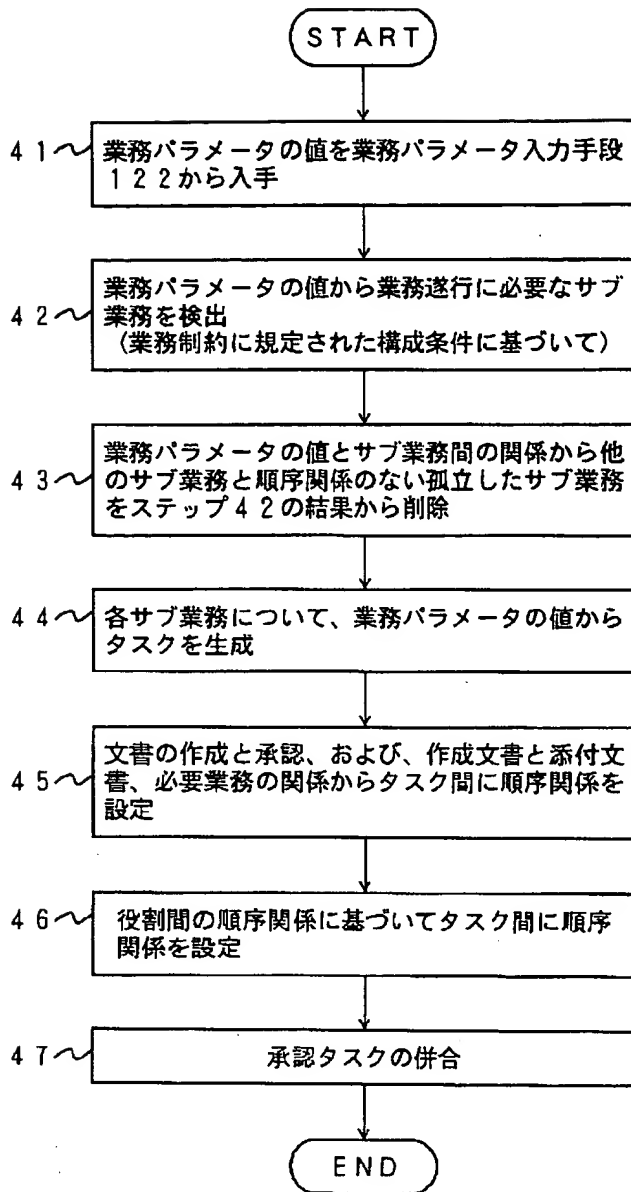 START
41
業務パラメータの値を業務パラメータ入力手段
122から入手
42
業務パラメータの値から業務遂行に必要なサブ
業務を検出
(業務制約に規定された構成条件に基づいて)
43
業務パラメータの値とサブ業務間の関係から他
のサブ業務と順序関係のない孤立したサブ業務
をステップ42の結果から削除
44
各サブ業務について、業務パラメータの値から
タスクを生成
45
文書の作成と承認、および、作成文書と添付文
書、必要業務の関係からタスク間に順序関係を
設定
46
役割間の順序関係に基づいてタスク間に順序
関係を設定
47
承認タスクの併合
END